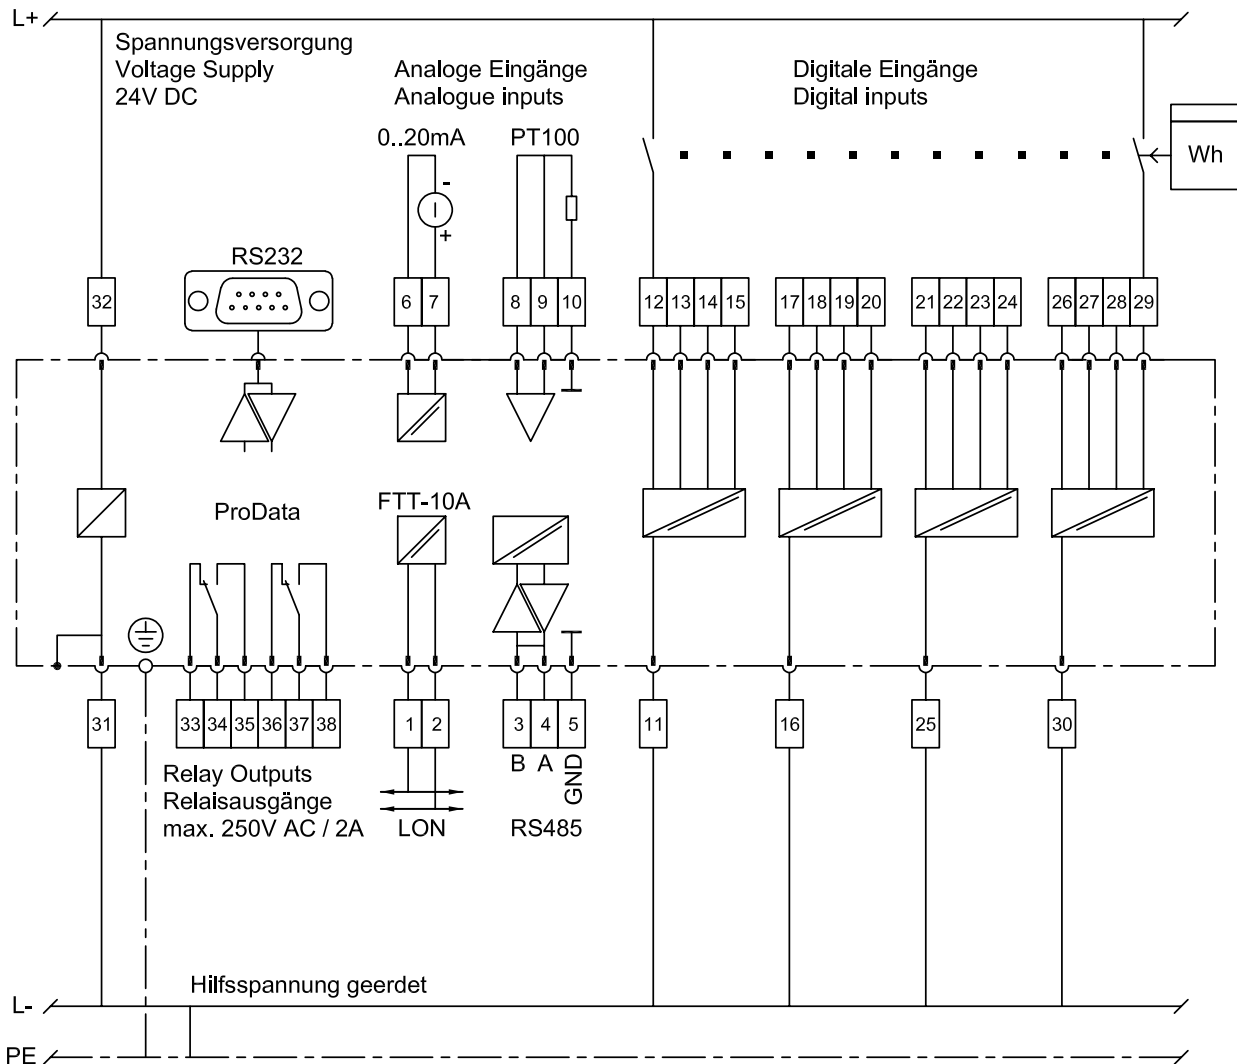 L+
Spannungsversorgung
Voltage Supply
24V DC
Analoge Eingänge
Analogue inputs
Digitale Eingänge
Digital inputs
0..20mA
PT100
-
+
Wh
RS232
32
6 7
8 9 10
12 13 14 15
17 18 19 20
21 22 23 24
26 27 28 29
ProData
FTT-10A
31
33 34 35 36 37 38
1 2
3 4 5
11
16
25
30
B A GND
Relay Outputs
Relaisausgänge
max. 250V AC / 2A
LON
RS485
Hilfsspannung geerdet
L-
PE